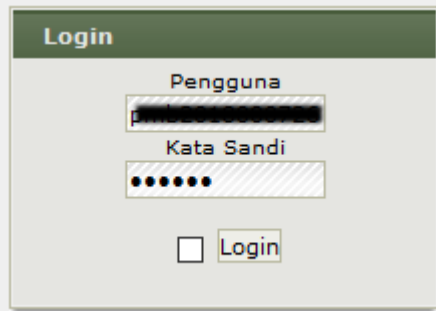 Login
Pengguna
Kata Sandi
••••••
Login